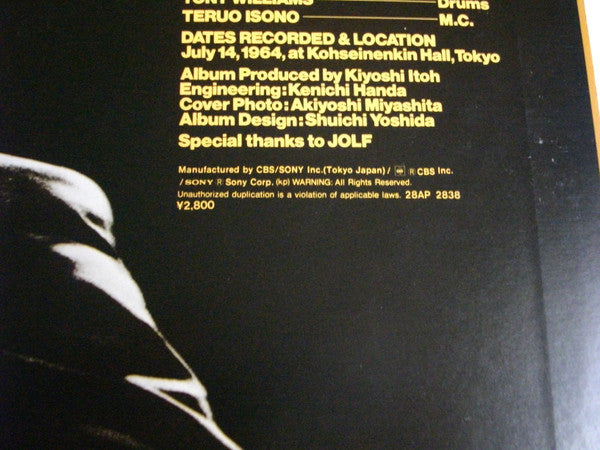 TONY WILLIAMS Drums
TERUO ISONO M.C.
DATES RECORDED & LOCATION
July 14, 1964, at Kohseinenkin Hall, Tokyo
Album Produced by Kiyoshi Itoh
Engineering: Kenichi Handa
Cover Photo: Akiyoshi Miyashita
Album Design: Shuichi Yoshida
Special thanks to JOLF
Manufactured by CBS/SONY Inc. (Tokyo Japan) / ® CBS Inc.
/ SONY ® Sony Corp. (kp) WARNING: All Rights Reserved.
Unauthorized duplication is a violation of applicable laws. 28AP 2838
¥2,800